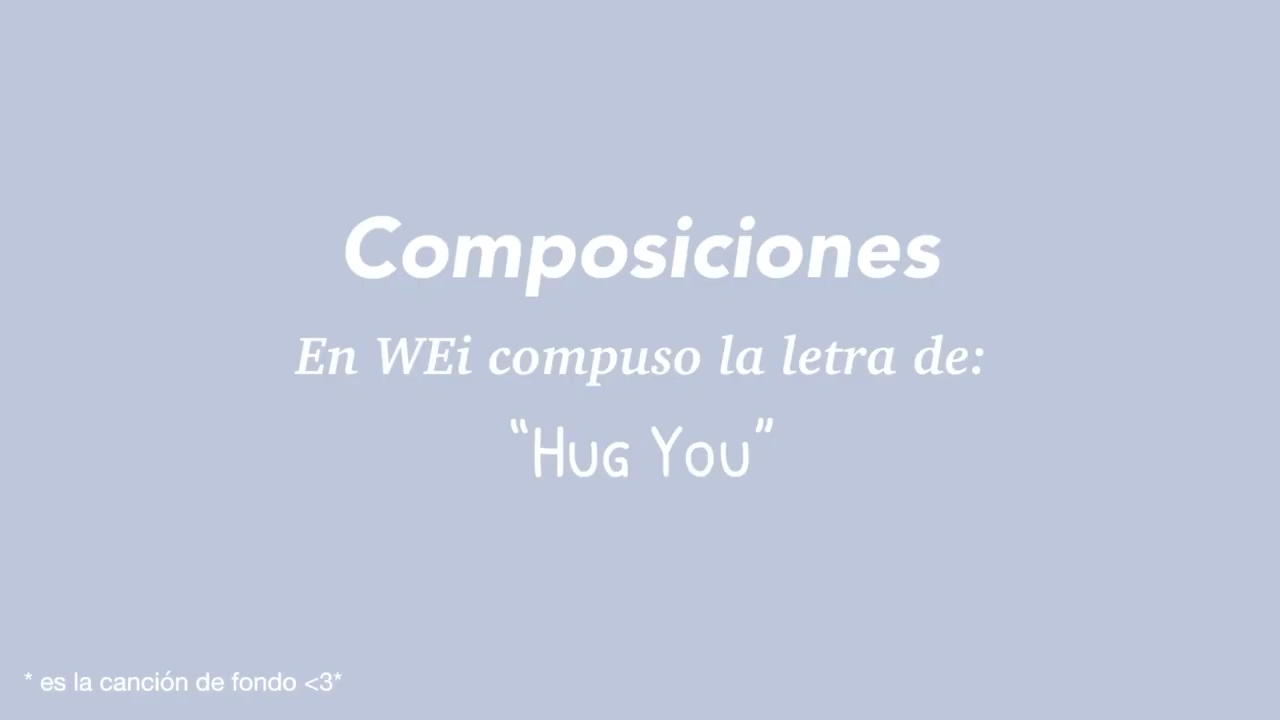 Composiciones
En WEi compuso la letra de:
“Hug You”
* es la canción de fondo <3*